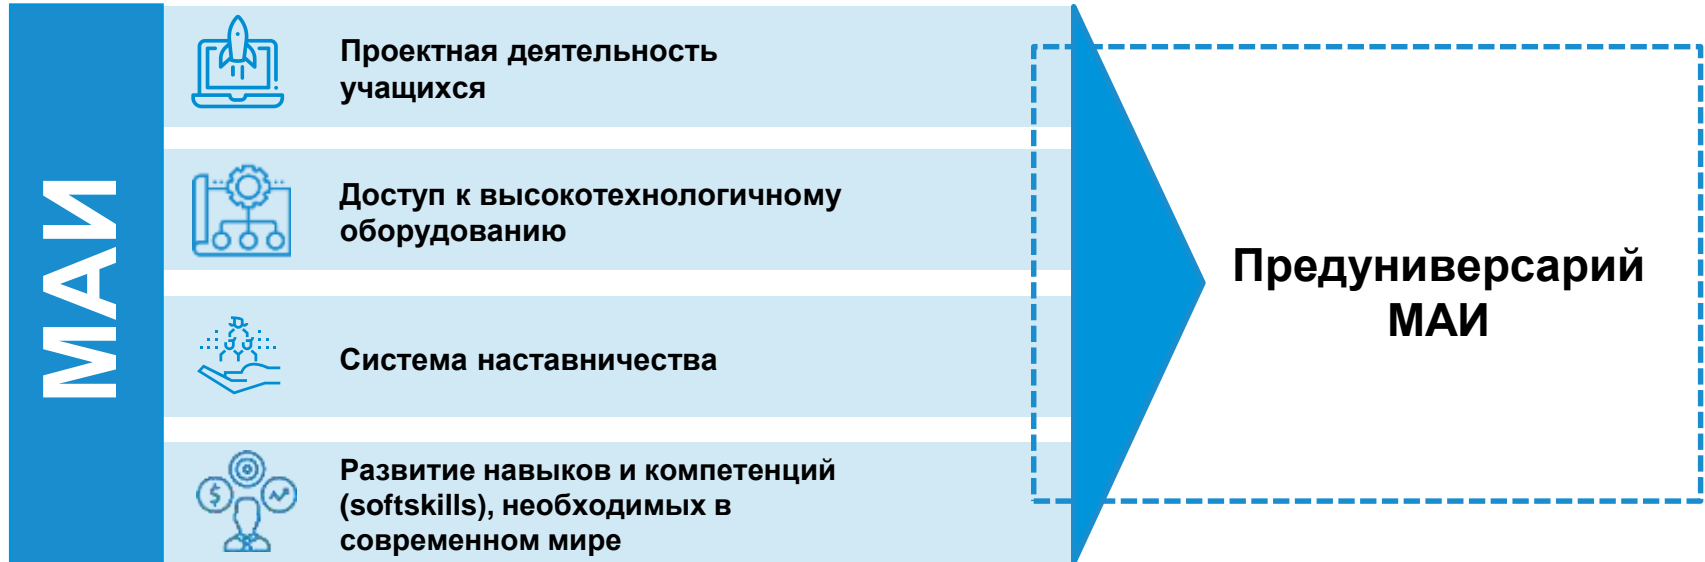 МАИ
Проектная деятельность
учащихся
Доступ к высокотехнологичному
оборудованию
Система наставничества
Развитие навыков и компетенций
(softskills), необходимых в
современном мире
Предуниверсарий
МАИ